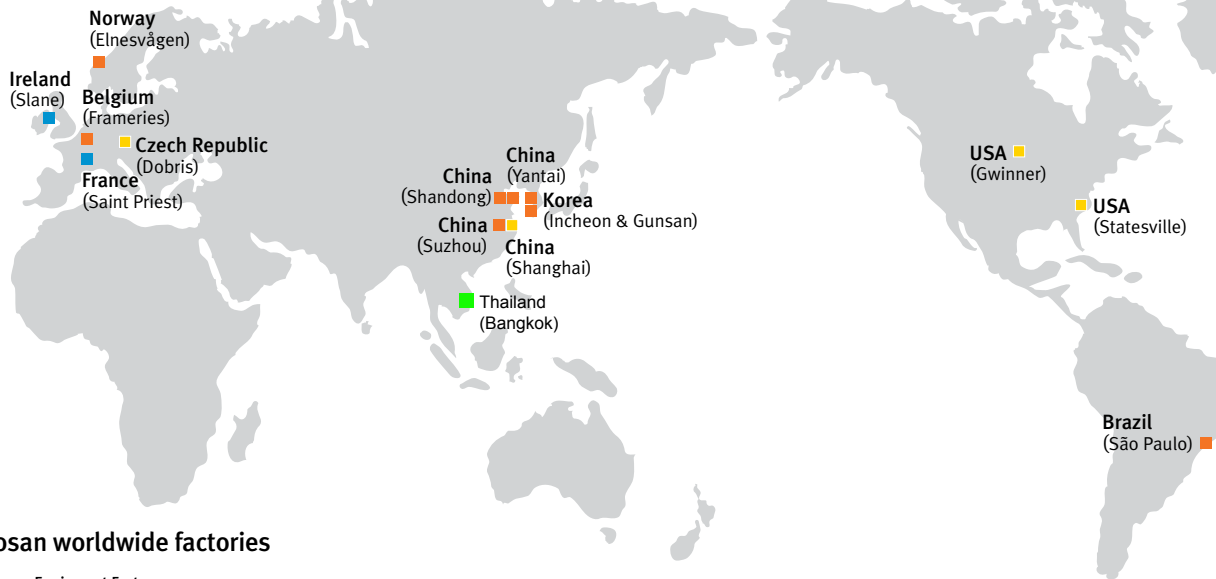 Norway
(Elnesvågen)
Ireland
(Slane)
Belgium
(Frameries)
Czech Republic
(Dobris)
France
(Saint Priest)
China
(Yantai)
China
(Shandong)
Korea
(Incheon & Gunsan)
China
(Suzhou)
China
(Shanghai)
Thailand
(Bangkok)
USA
(Gwinner)
USA
(Statesville)
Brazil
(São Paulo)
osan worldwide factories